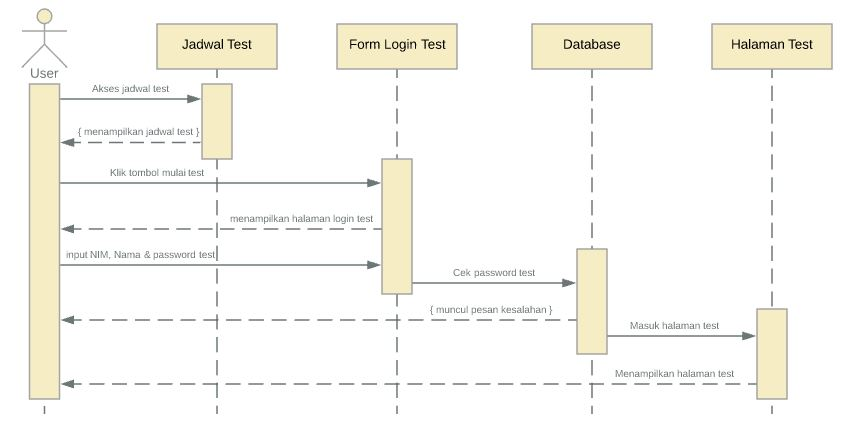 Jadwal Test
Form Login Test
Database
Halaman Test
User
Akses jadwal test
{ menampilkan jadwal test }
Klik tombol mulai test
menampilkan halaman login test
input NIM, Nama & password test
Cek password test
{ muncul pesan kesalahan }
Masuk halaman test
Menampilkan halaman test